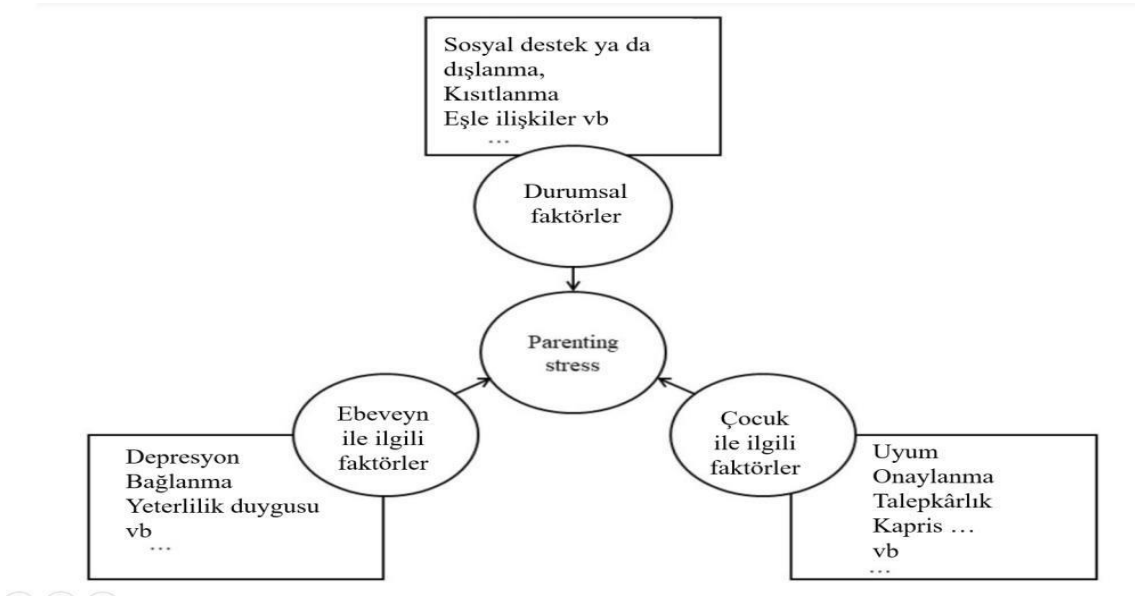 Sosyal destek ya da
dışlanma,
Kısıtlanma
Eşle ilişkiler vb
...
Durumsal
faktörler
Parenting
stress
Ebeveyn
ile ilgili
faktörler
Depresyon
Bağlanma
Yeterlilik duygusu
vb
...
Çocuk
ile ilgili
faktörler
Uyum
Onaylanma
Talepkârlık
Kapris ...
vb
...